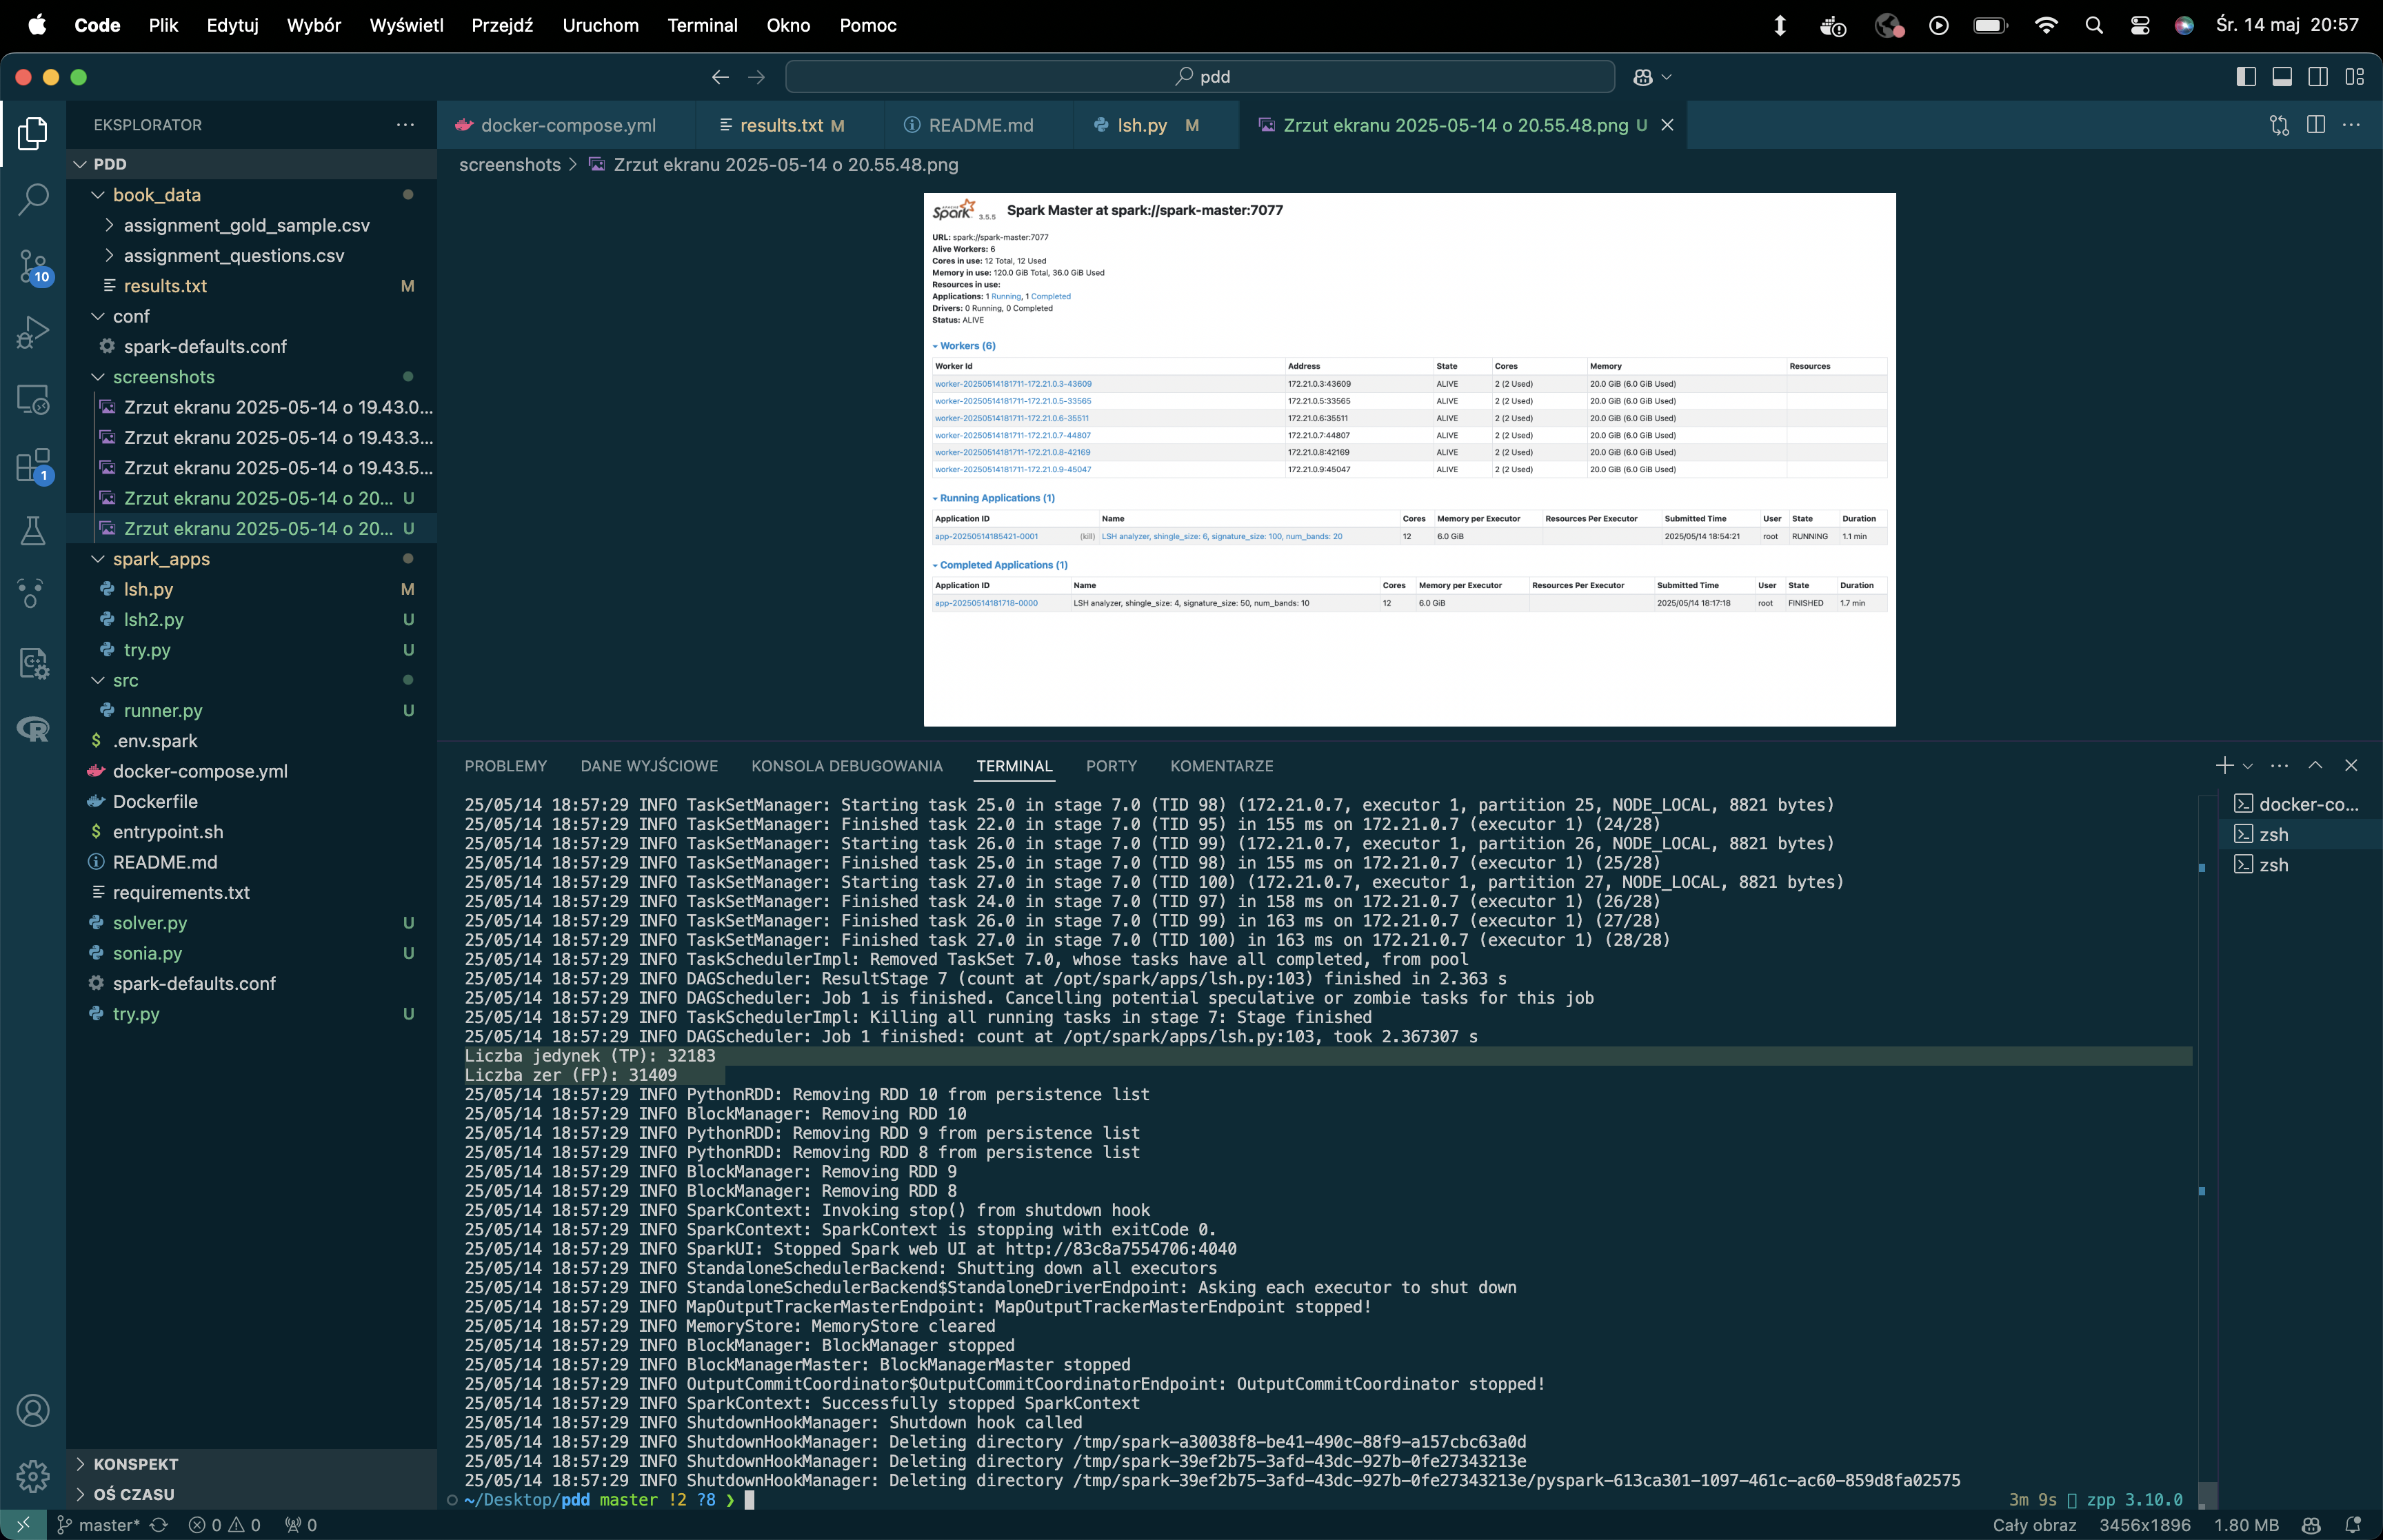 Code Plik Edytuj Wybór Wyświetl Przejdź Uruchom Terminal Okno Pomoc Śr. 14 maj 20:57
pdd
EKSPLORATOR
docker-compose.yml results.txt M README.md lsh.py M Zrzut ekranu 2025-05-14 o 20.55.48.png U
screenshots > Zrzut ekranu 2025-05-14 o 20.55.48.png
PDD
book_data
assignment_gold_sample.csv
assignment_questions.csv
results.txt M
conf
spark-defaults.conf
screenshots
Zrzut ekranu 2025-05-14 o 19.43.0...
Zrzut ekranu 2025-05-14 o 19.43.3...
Zrzut ekranu 2025-05-14 o 19.43.5...
Zrzut ekranu 2025-05-14 o 20... U
Zrzut ekranu 2025-05-14 o 20... U
spark_apps
lsh.py M
lsh2.py U
try.py U
src
runner.py U
$ .env.spark
docker-compose.yml
Dockerfile
$ entrypoint.sh
README.md
requirements.txt
solver.py U
sonia.py U
spark-defaults.conf
try.py U
KONSPEKT
OŚ CZASU
10
1
APACHE Spark 3.5.5 Spark Master at spark://spark-master:7077
URL: spark://spark-master:7077
Alive Workers: 6
Cores in use: 12 Total, 12 Used
Memory in use: 120.0 GiB Total, 36.0 GiB Used
Resources in use:
Applications: 1 Running, 1 Completed
Drivers: 0 Running, 0 Completed
Status: ALIVE
Workers (6)
Worker Id Address State Cores Memory Resources
worker-20250514181711-172.21.0.3-43609 172.21.0.3:43609 ALIVE 2 (2 Used) 20.0 GiB (6.0 GiB Used)
worker-20250514181711-172.21.0.5-33565 172.21.0.5:33565 ALIVE 2 (2 Used) 20.0 GiB (6.0 GiB Used)
worker-20250514181711-172.21.0.6-35511 172.21.0.6:35511 ALIVE 2 (2 Used) 20.0 GiB (6.0 GiB Used)
worker-20250514181711-172.21.0.7-44807 172.21.0.7:44807 ALIVE 2 (2 Used) 20.0 GiB (6.0 GiB Used)
worker-20250514181711-172.21.0.8-42169 172.21.0.8:42169 ALIVE 2 (2 Used) 20.0 GiB (6.0 GiB Used)
worker-20250514181711-172.21.0.9-45047 172.21.0.9:45047 ALIVE 2 (2 Used) 20.0 GiB (6.0 GiB Used)
Running Applications (1)
Application ID Name Cores Memory per Executor Resources Per Executor Submitted Time User State Duration
app-20250514185421-0001 (kill) LSH analyzer, shingle_size: 6, signature_size: 100, num_bands: 20 12 6.0 GiB 2025/05/14 18:54:21 root RUNNING 1.1 min
Completed Applications (1)
Application ID Name Cores Memory per Executor Resources Per Executor Submitted Time User State Duration
app-20250514181718-0000 LSH analyzer, shingle_size: 4, signature_size: 50, num_bands: 10 12 6.0 GiB 2025/05/14 18:17:18 root FINISHED 1.7 min
PROBLEMY DANE WYJŚCIOWE KONSOLA DEBUGOWANIA TERMINAL PORTY KOMENTARZE
docker-co...
zsh
zsh
25/05/14 18:57:29 INFO TaskSetManager: Starting task 25.0 in stage 7.0 (TID 98) (172.21.0.7, executor 1, partition 25, NODE_LOCAL, 8821 bytes)
25/05/14 18:57:29 INFO TaskSetManager: Finished task 22.0 in stage 7.0 (TID 95) in 155 ms on 172.21.0.7 (executor 1) (24/28)
25/05/14 18:57:29 INFO TaskSetManager: Starting task 26.0 in stage 7.0 (TID 99) (172.21.0.7, executor 1, partition 26, NODE_LOCAL, 8821 bytes)
25/05/14 18:57:29 INFO TaskSetManager: Finished task 25.0 in stage 7.0 (TID 98) in 155 ms on 172.21.0.7 (executor 1) (25/28)
25/05/14 18:57:29 INFO TaskSetManager: Starting task 27.0 in stage 7.0 (TID 100) (172.21.0.7, executor 1, partition 27, NODE_LOCAL, 8821 bytes)
25/05/14 18:57:29 INFO TaskSetManager: Finished task 24.0 in stage 7.0 (TID 97) in 158 ms on 172.21.0.7 (executor 1) (26/28)
25/05/14 18:57:29 INFO TaskSetManager: Finished task 26.0 in stage 7.0 (TID 99) in 163 ms on 172.21.0.7 (executor 1) (27/28)
25/05/14 18:57:29 INFO TaskSetManager: Finished task 27.0 in stage 7.0 (TID 100) in 163 ms on 172.21.0.7 (executor 1) (28/28)
25/05/14 18:57:29 INFO TaskSchedulerImpl: Removed TaskSet 7.0, whose tasks have all completed, from pool
25/05/14 18:57:29 INFO DAGScheduler: ResultStage 7 (count at /opt/spark/apps/lsh.py:103) finished in 2.363 s
25/05/14 18:57:29 INFO DAGScheduler: Job 1 is finished. Cancelling potential speculative or zombie tasks for this job
25/05/14 18:57:29 INFO TaskSchedulerImpl: Killing all running tasks in stage 7: Stage finished
25/05/14 18:57:29 INFO DAGScheduler: Job 1 finished: count at /opt/spark/apps/lsh.py:103, took 2.367307 s
Liczba jedynek (TP): 32183
Liczba zer (FP): 31409
25/05/14 18:57:29 INFO PythonRDD: Removing RDD 10 from persistence list
25/05/14 18:57:29 INFO BlockManager: Removing RDD 10
25/05/14 18:57:29 INFO PythonRDD: Removing RDD 9 from persistence list
25/05/14 18:57:29 INFO PythonRDD: Removing RDD 8 from persistence list
25/05/14 18:57:29 INFO BlockManager: Removing RDD 9
25/05/14 18:57:29 INFO BlockManager: Removing RDD 8
25/05/14 18:57:29 INFO SparkContext: Invoking stop() from shutdown hook
25/05/14 18:57:29 INFO SparkContext: SparkContext is stopping with exitCode 0.
25/05/14 18:57:29 INFO SparkUI: Stopped Spark web UI at http://83c8a7554706:4040
25/05/14 18:57:29 INFO StandaloneSchedulerBackend: Shutting down all executors
25/05/14 18:57:29 INFO StandaloneSchedulerBackend$StandaloneDriverEndpoint: Asking each executor to shut down
25/05/14 18:57:29 INFO MapOutputTrackerMasterEndpoint: MapOutputTrackerMasterEndpoint stopped!
25/05/14 18:57:29 INFO MemoryStore: MemoryStore cleared
25/05/14 18:57:29 INFO BlockManager: BlockManager stopped
25/05/14 18:57:29 INFO BlockManagerMaster: BlockManagerMaster stopped
25/05/14 18:57:29 INFO OutputCommitCoordinator$OutputCommitCoordinatorEndpoint: OutputCommitCoordinator stopped!
25/05/14 18:57:29 INFO SparkContext: Successfully stopped SparkContext
25/05/14 18:57:29 INFO ShutdownHookManager: Shutdown hook called
25/05/14 18:57:29 INFO ShutdownHookManager: Deleting directory /tmp/spark-a30038f8-be41-490c-88f9-a157cbc63a0d
25/05/14 18:57:29 INFO ShutdownHookManager: Deleting directory /tmp/spark-39ef2b75-3afd-43dc-927b-0fe27343213e
25/05/14 18:57:29 INFO ShutdownHookManager: Deleting directory /tmp/spark-39ef2b75-3afd-43dc-927b-0fe27343213e/pyspark-613ca301-1097-461c-ac60-859d8fa02575
~/Desktop/pdd master !2 ?8 ❯ 3m 9s zpp 3.10.0
master* 0 0 0 Cały obraz 3456x1896 1.80 MB